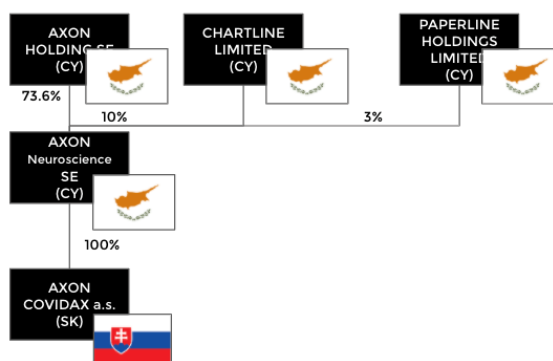 AXON
HOLDING SE
(CY)
CHARTLINE
LIMITED
(CY)
PAPERLINE
HOLDINGS
LIMITED
(CY)
73.6%
10%
3%
AXON
Neuroscience
SE
(CY)
100%
AXON
COVIDAX a.s.
(SK)